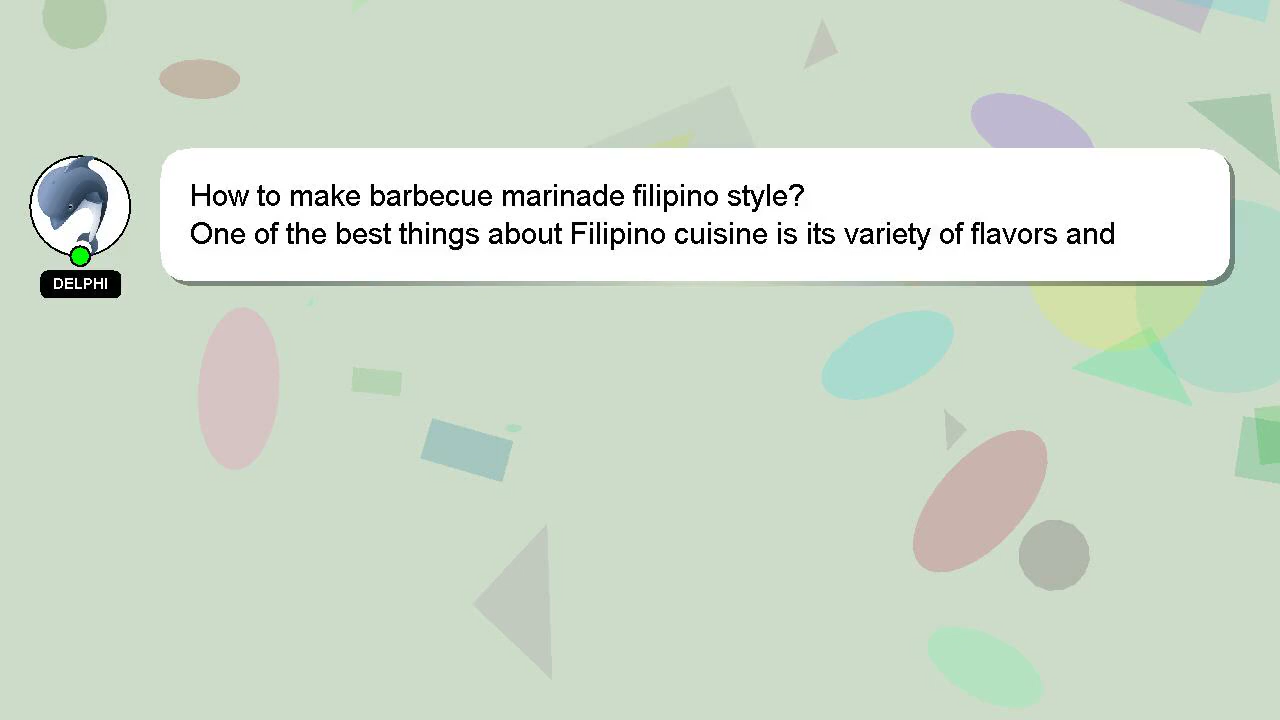 How to make barbecue marinade filipino style?
One of the best things about Filipino cuisine is its variety of flavors and
DELPHI